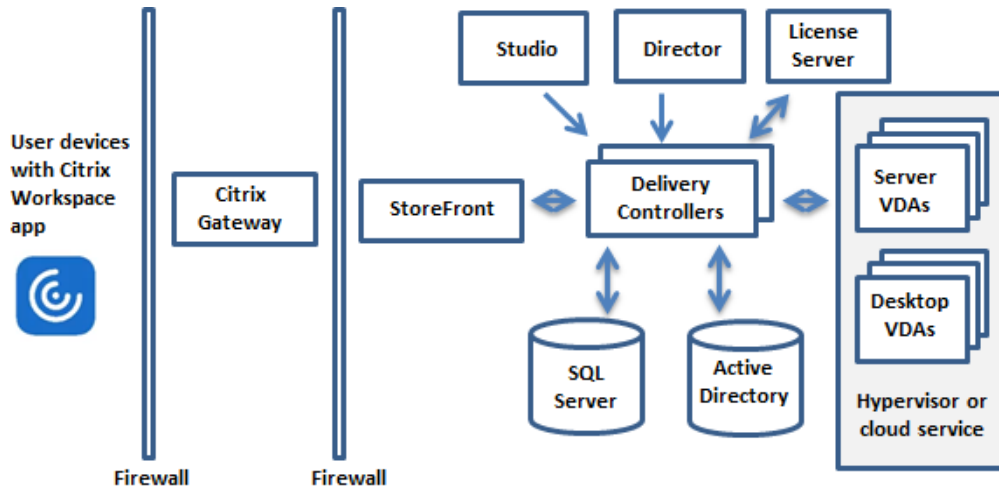 Studio
Director
License
Server
User devices
with Citrix
Workspace
app
Citrix
Gateway
StoreFront
Delivery
Controllers
Server
VDAs
Desktop
VDAs
SQL
Server
Active
Directory
Hypervisor or
cloud service
Firewall
Firewall